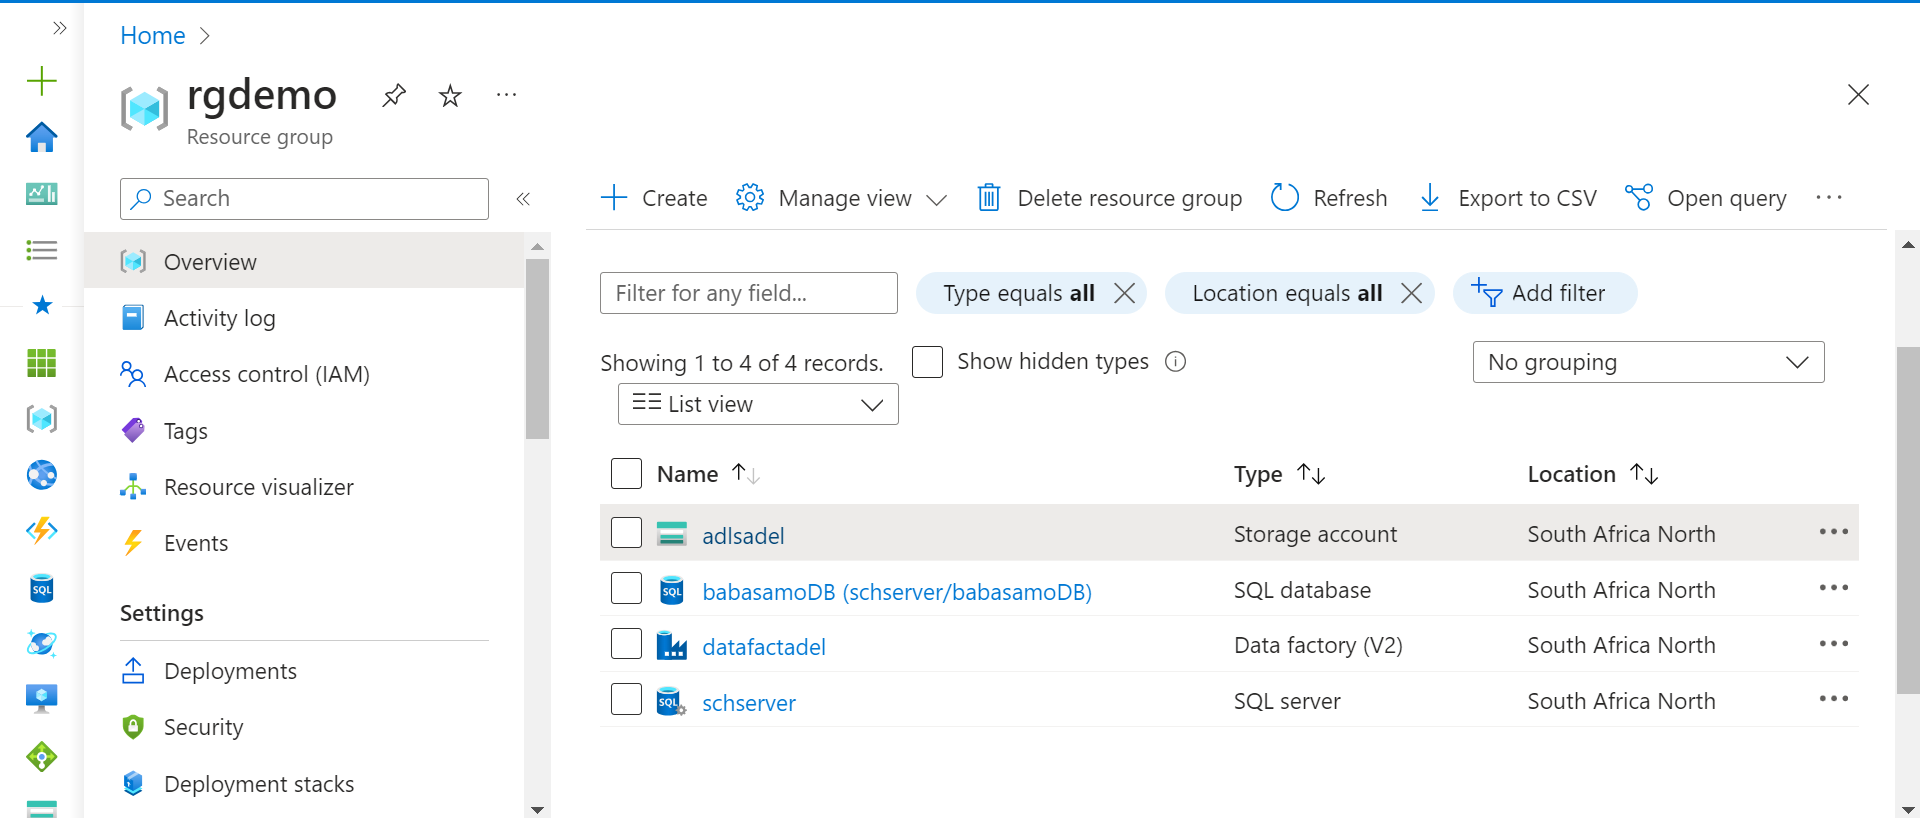 Home
rgdemo
Resource group
Search
Create
Manage view
Delete resource group
Refresh
Export to CSV
Open query
Overview
Activity log
Access control (IAM)
Tags
Resource visualizer
Events
Settings
Deployments
Security
Deployment stacks
Filter for any field...
Type equals all
Location equals all
Add filter
Showing 1 to 4 of 4 records.
Show hidden types
No grouping
List view
Name Type Location
adlsadel Storage account South Africa North
SQL babasamoDB (schserver/babasamoDB) SQL database South Africa North
datafactadel Data factory (V2) South Africa North
SQL schserver SQL server South Africa North
SQL